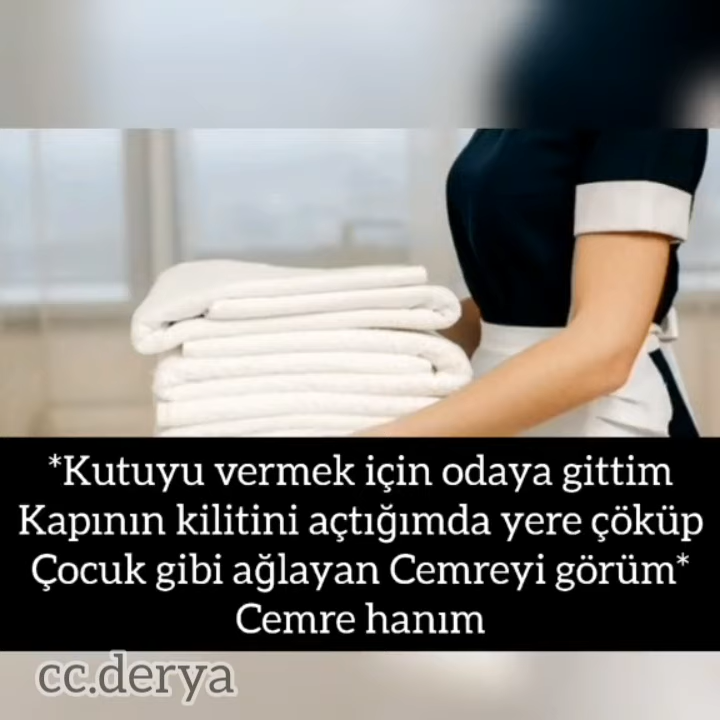 *Kutuyu vermek için odaya gittim
Kapının kilitini açtığımda yere çöküp
Çocuk gibi ağlayan Cemreyi görüm*
Cemre hanım
cc.derya